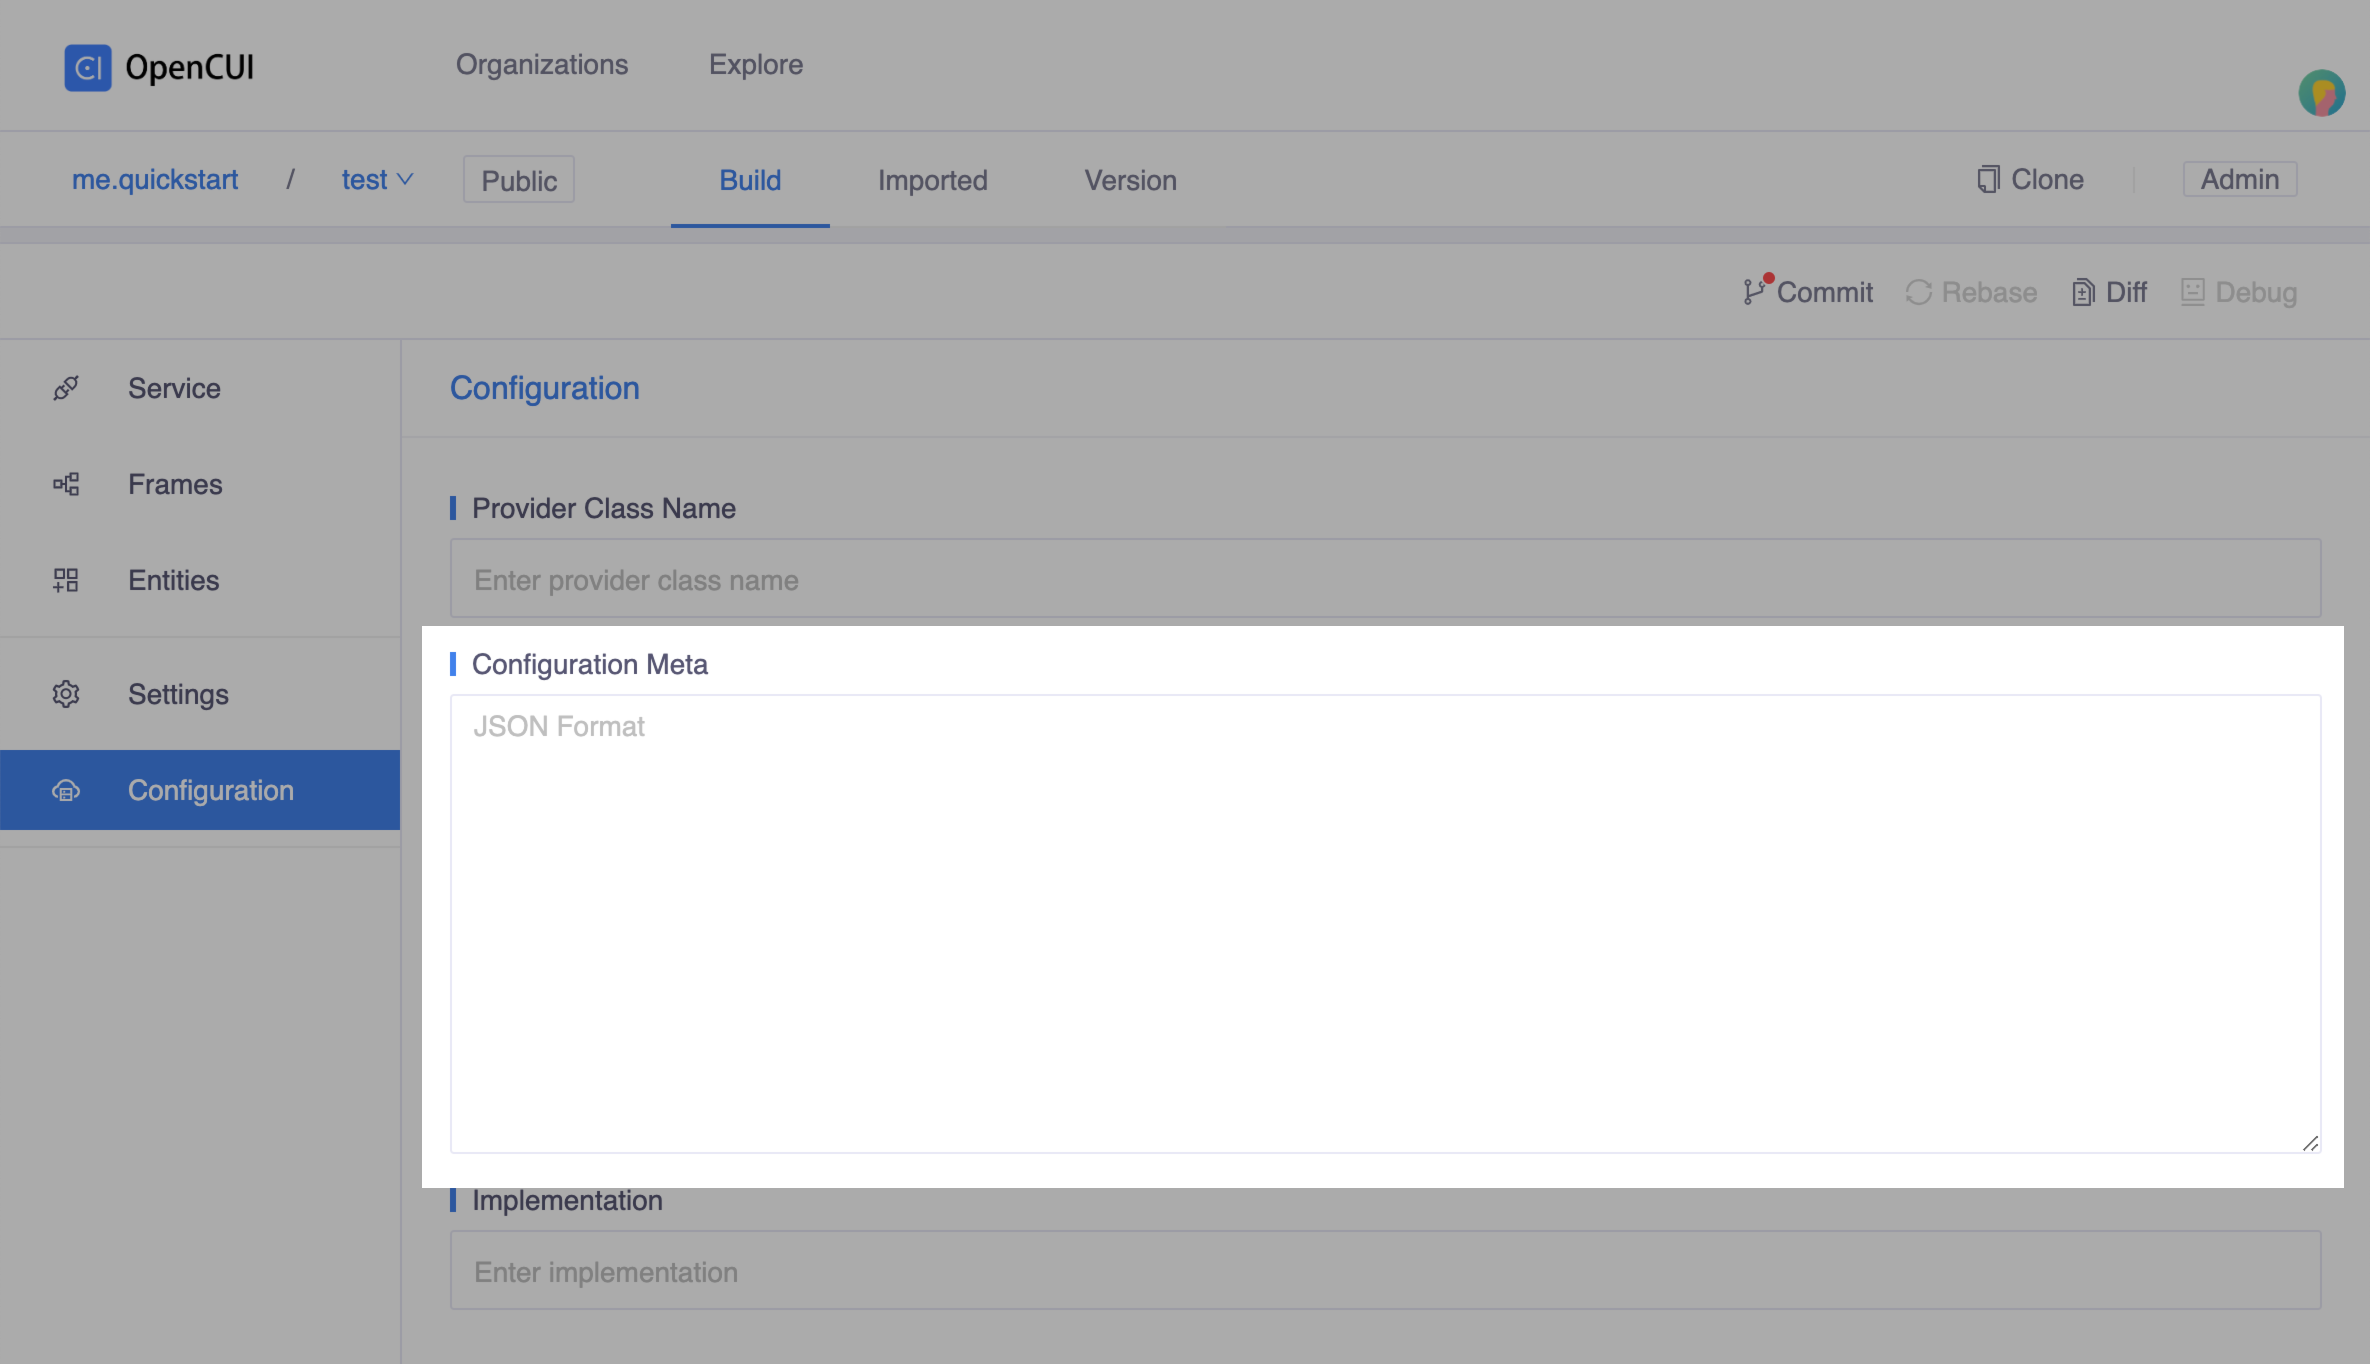 OpenCUI
Organizations Explore
me.quickstart / test Public Build Imported Version Clone Admin
Commit Rebase Diff Debug
Service
Frames
Entities
Settings
Configuration
Configuration
Provider Class Name
Enter provider class name
Configuration Meta
JSON Format
Implementation
Enter implementation